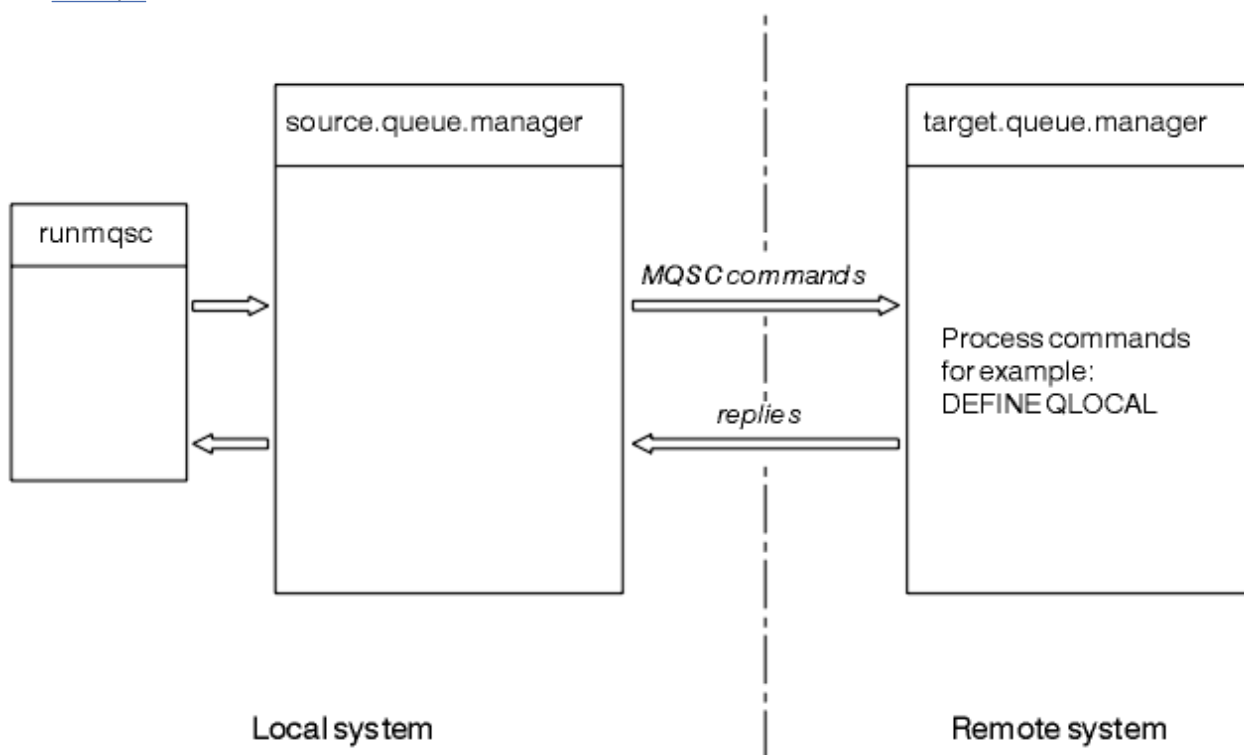 source.queue.manager
target.queue.manager
runmqsc
MQSC commands
Process commands
for example:
DEFINE QLOCAL
replies
Local system
Remote system